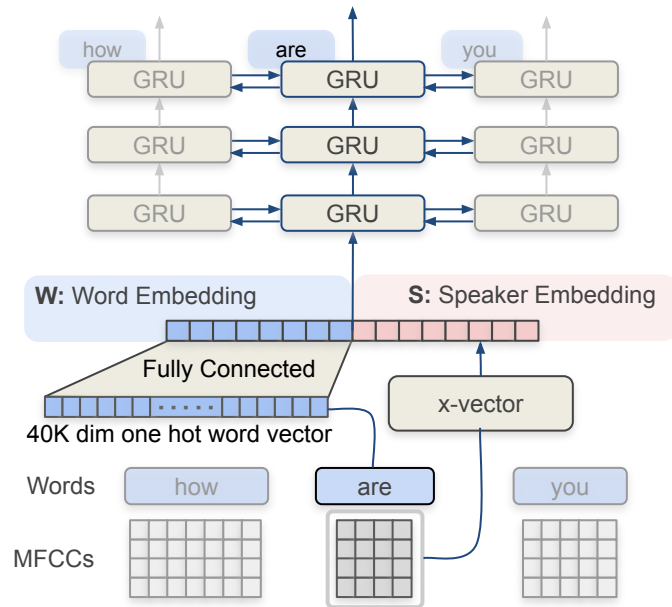 how are you
GRU GRU GRU
GRU GRU GRU
GRU GRU GRU
W: Word Embedding S: Speaker Embedding
Fully Connected
x-vector
40K dim one hot word vector
Words how are you
MFCCs